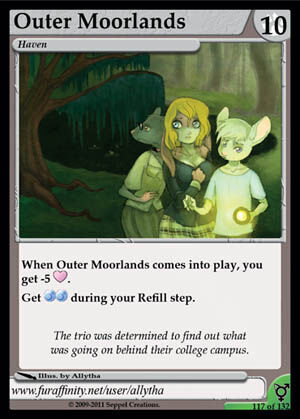 Outer Moorlands 10
Haven
When Outer Moorlands comes into play, you
get -5 .
Get during your Refill step.
The trio was determined to find out what
was going on behind their college campus.
Illus. by Allytha
www.furaffinity.net/user/allytha
© 2009-2011 Seppel Creations.
117 of 132